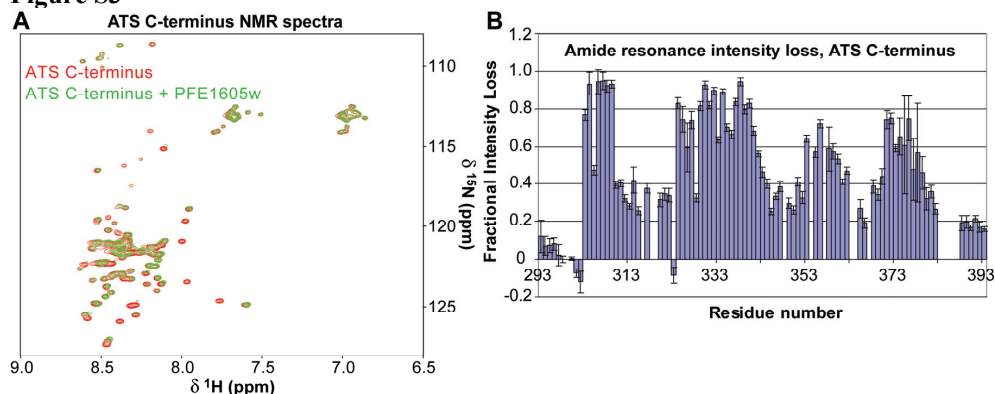 Figure S3
A
ATS C-terminus NMR spectra
ATS C-terminus
ATS C-terminus + PFE1605w
110
115
120
125
δ 15N (ppm)
9.0 8.5 8.0 7.5 7.0 6.5
δ 1H (ppm)
B
Amide resonance intensity loss, ATS C-terminus
Fractional Intensity Loss
1.2
1.0
0.8
0.6
0.4
0.2
0
-0.2
293 313 333 353 373 393
Residue number